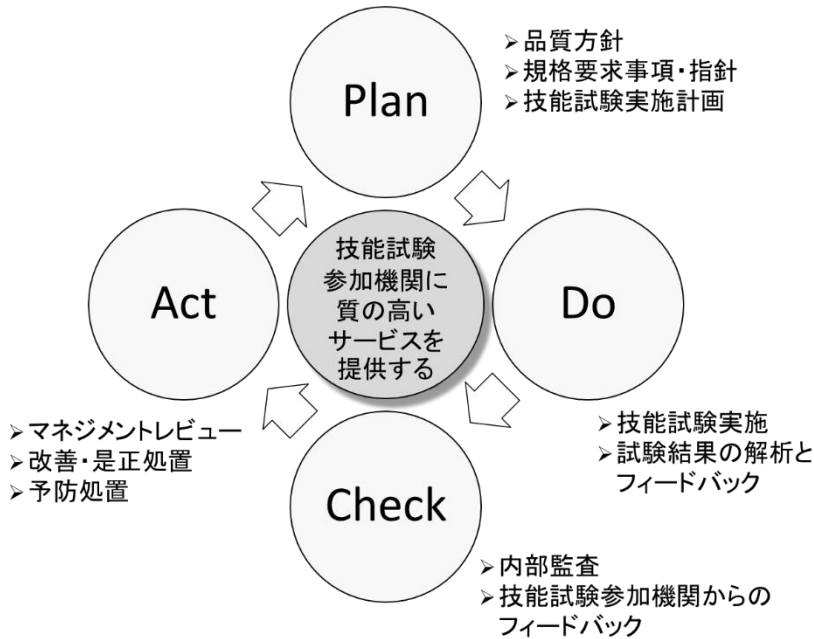 Plan
➢品質方針
➢規格要求事項・指針
➢技能試験実施計画
Act
技能試験
参加機関に
質の高い
サービスを
提供する
Do
➢技能試験実施
➢試験結果の解析と
フィードバック
➢マネジメントレビュー
➢改善・是正処置
➢予防処置
Check
➢内部監査
➢技能試験参加機関からの
フィードバック